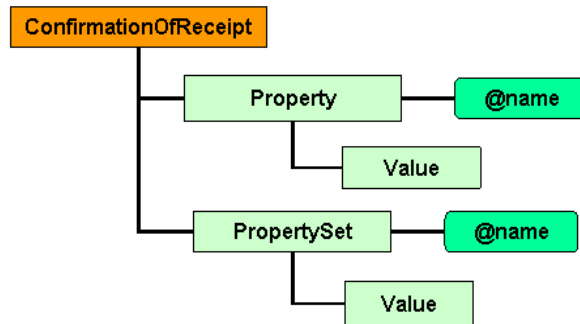 ConfirmationOfReceipt
Property
@name
Value
PropertySet
@name
Value